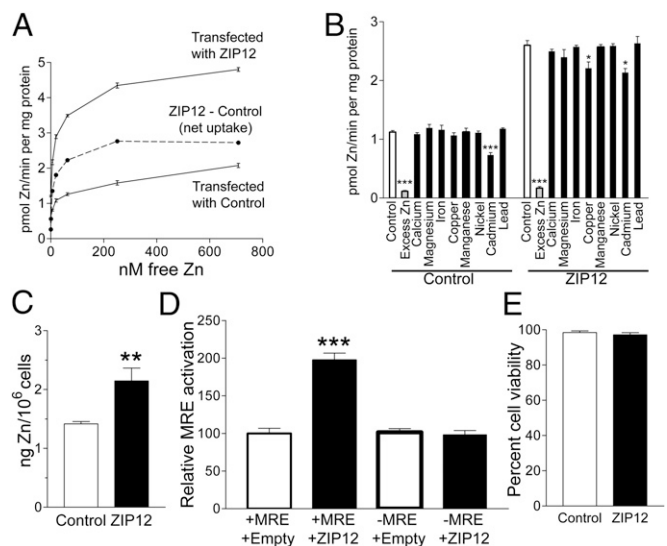 A
Transfected
with ZIP12
ZIP12 - Control
(net uptake)
Transfected
with Control
pmol Zn/min per mg protein
5
4
3
2
1
0
0
200
400
600
800
nM free Zn
B
pmol Zn/min per mg protein
3
2
1
0
***
***
***
*
*
Control
Excess Zn
Calcium
Magnesium
Iron
Copper
Manganese
Nickel
Cadmium
Lead
Control
Excess Zn
Calcium
Magnesium
Iron
Copper
Manganese
Nickel
Cadmium
Lead
Control
ZIP12
C
ng Zn/10⁶ cells
3
2
1
0
**
Control ZIP12
D
Relative MRE activation
250
200
150
100
50
0
***
+MRE +MRE -MRE -MRE
+Empty +ZIP12 +Empty +ZIP12
E
Percent cell viability
100
80
60
40
20
0
Control ZIP12